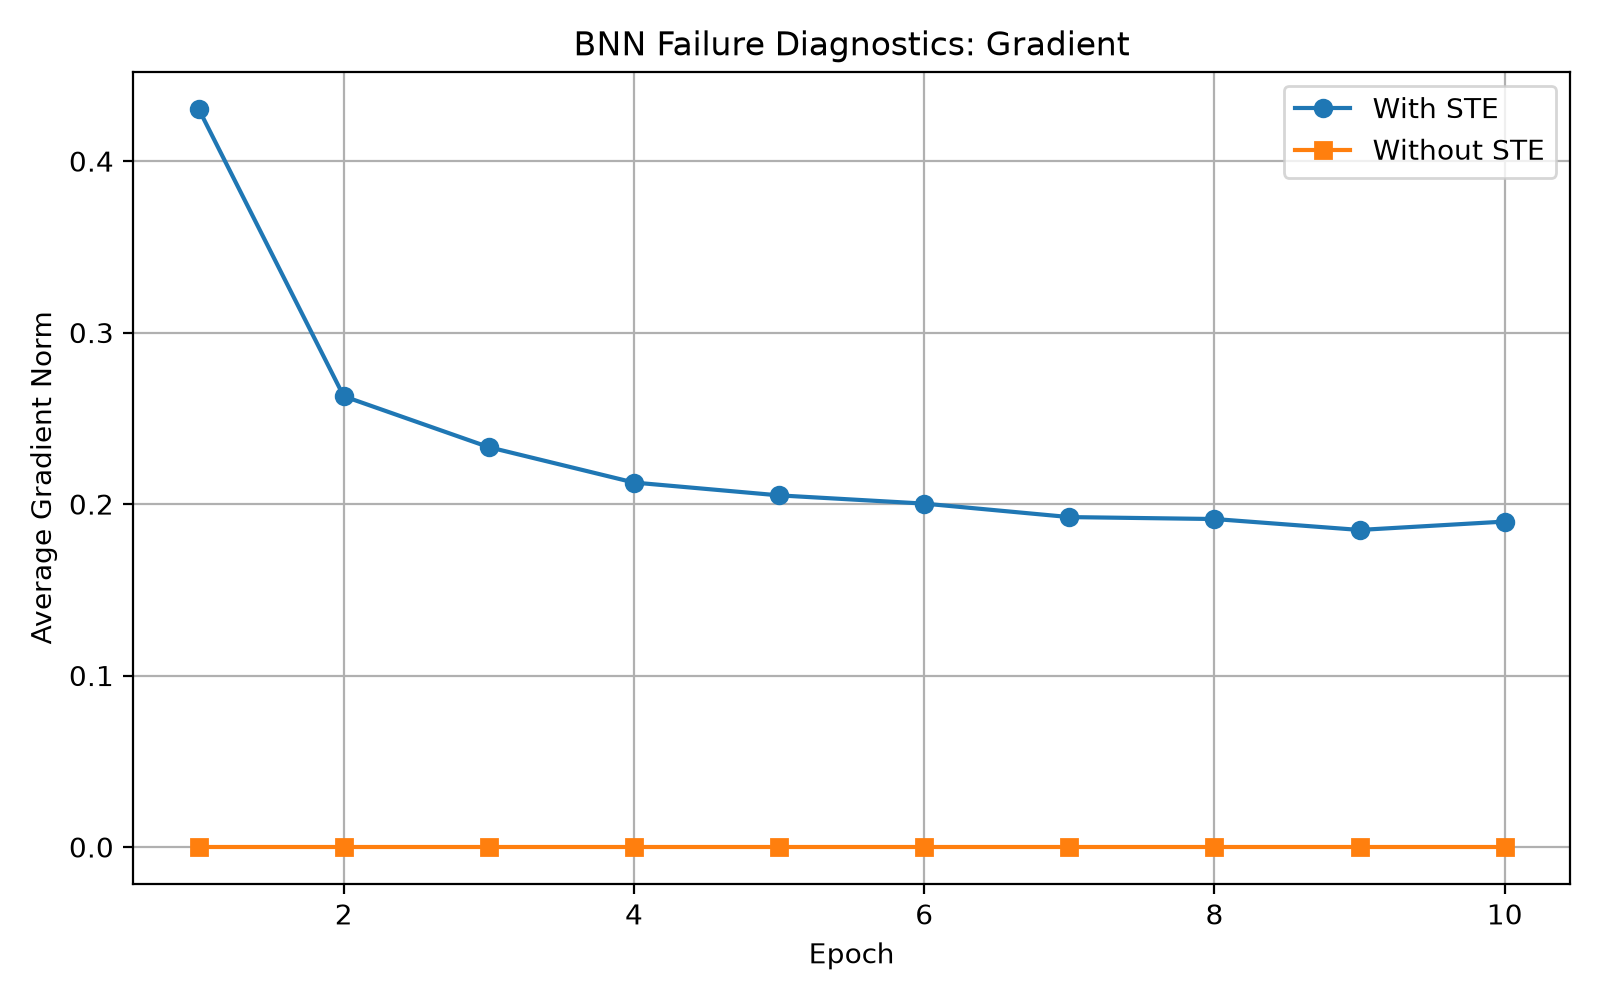 BNN Failure Diagnostics: Gradient
With STE
Without STE
Average Gradient Norm
0.4
0.3
0.2
0.1
0.0
2 4 6 8 10
Epoch